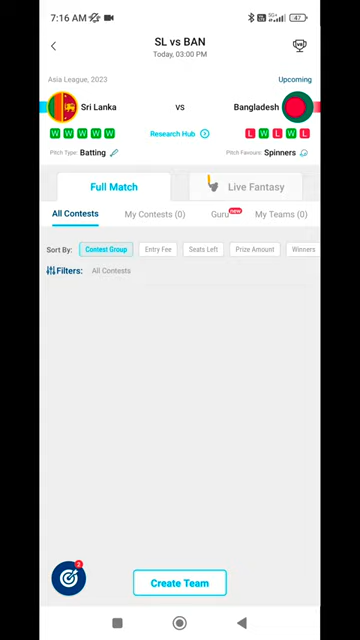 7:16 AM
47
SL vs BAN
Today, 03:00 PM
Asia League, 2023
Upcoming
Sri Lanka
VS
Bangladesh
W W W W W
Research Hub
L W L W L
Pitch Type: Batting
Pitch Favours: Spinners
Full Match
Live Fantasy
All Contests
My Contests (0)
Guru new
My Teams (0)
Sort By: Contest Group Entry Fee Seats Left Prize Amount Winners
Filters: All Contests
Create Team